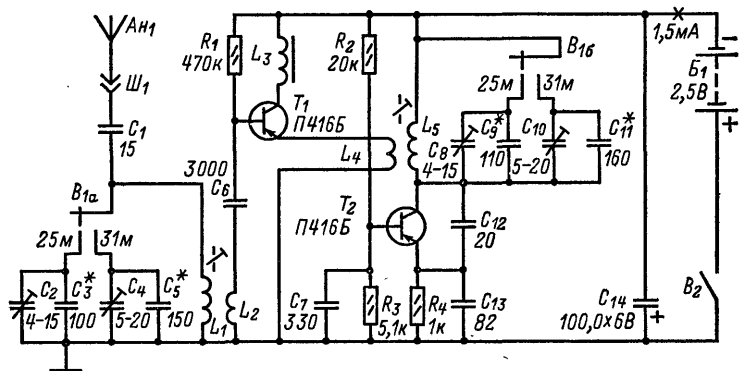 Ан1
Ш1
C1
15
B1а
25м
31м
C2
4-15
C3*
100
C4
5-20
C5*
150
L1
L2
3000
C6
R1
470к
L3
T1
П416Б
R2
20к
L4
L5
T2
П416Б
C7
330
R3
5,1к
R4
1к
C8
4-15
C9*
110
C10
5-20
C11*
160
B1б
25м
31м
C12
20
C13
82
C14
100,0×6В
+
1,5мА
Б1
2,5В
+
B2